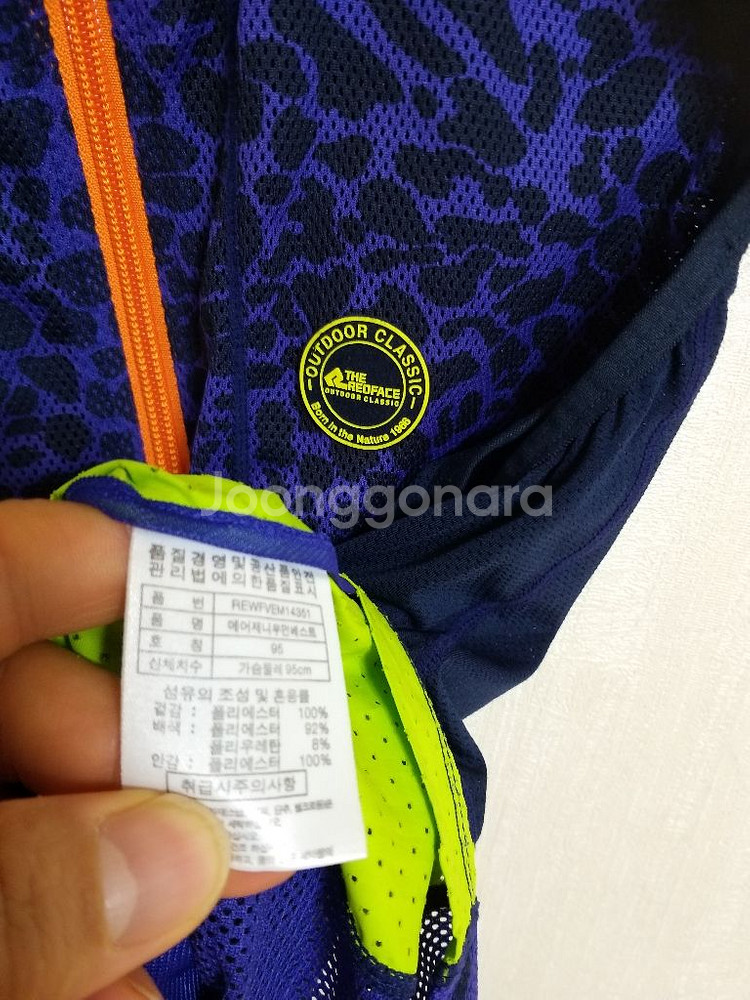 OUTDOOR CLASSIC
THE
REDFACE
OUTDOOR CLASSIC
Born in the Nature 1966
Joonggonara
품질경영및공산품안전
관리법에의한품질표시
품 번 REWFVEM14351
품 명 에어제니우먼베스트
호 칭 95
신체치수 가슴둘레 95cm
섬유의 조성 및 혼용률
겉감 : 폴리에스터 100%
배색 : 폴리에스터 92%
폴리우레탄 8%
안감 : 폴리에스터 100%
취급시주의사항